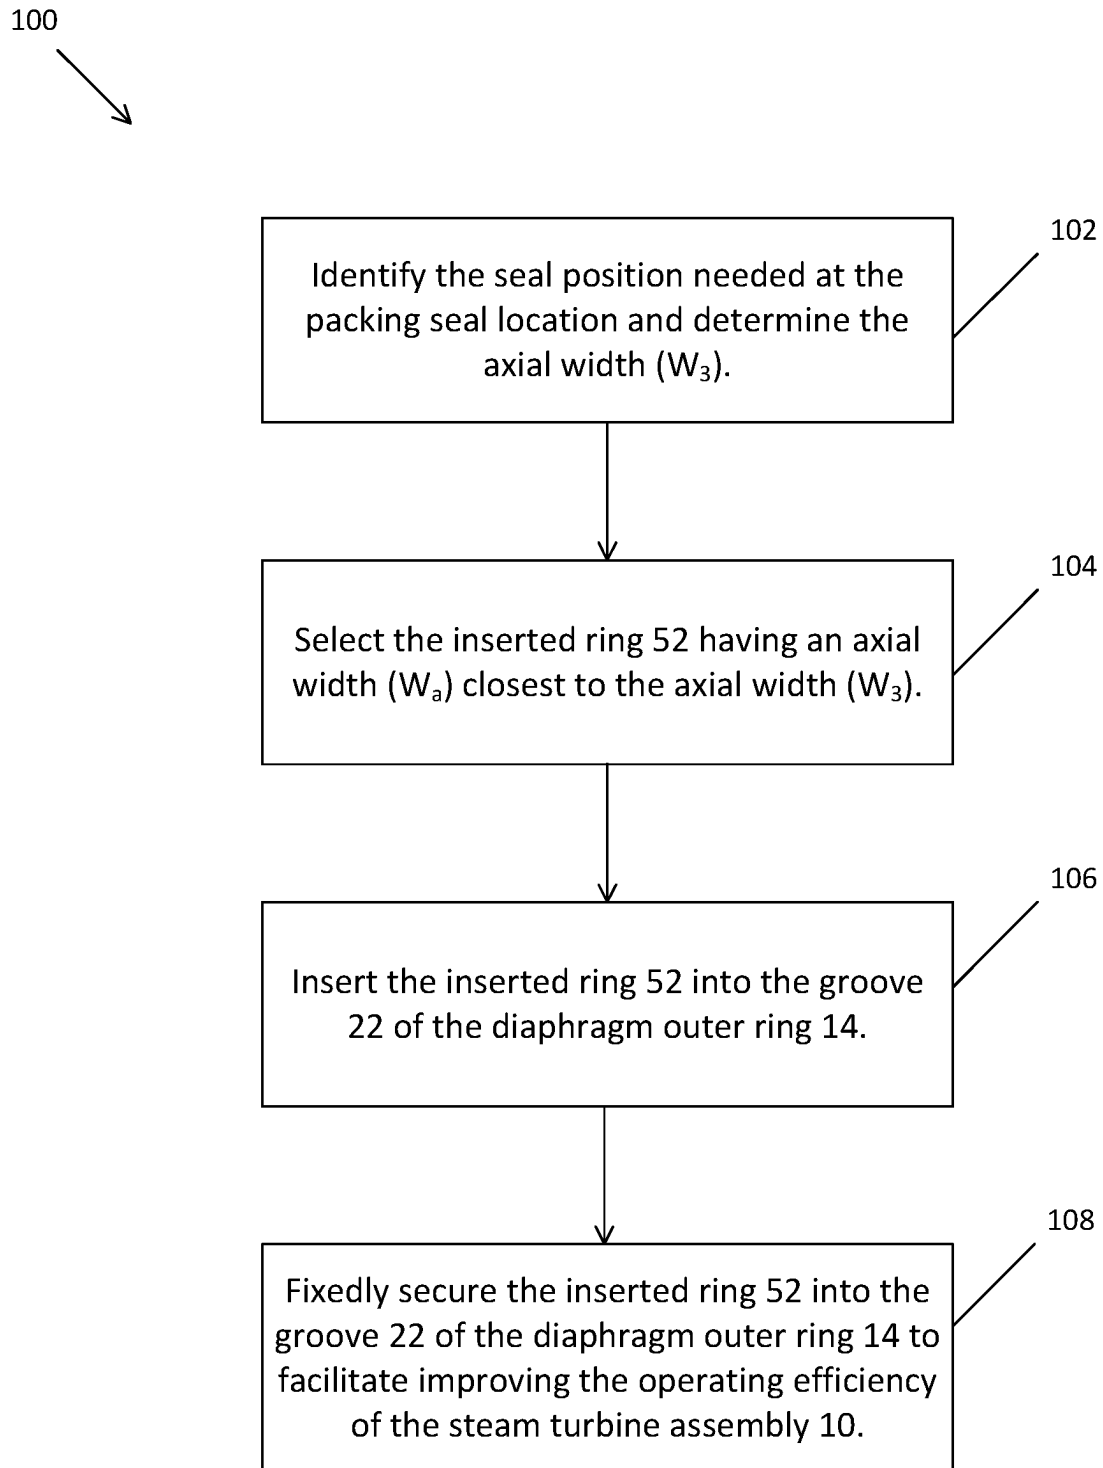 100
102
Identify the seal position needed at the
packing seal location and determine the
axial width (W₃).
104
Select the inserted ring 52 having an axial
width (Wₐ) closest to the axial width (W₃).
106
Insert the inserted ring 52 into the groove
22 of the diaphragm outer ring 14.
108
Fixedly secure the inserted ring 52 into the
groove 22 of the diaphragm outer ring 14 to
facilitate improving the operating efficiency
of the steam turbine assembly 10.